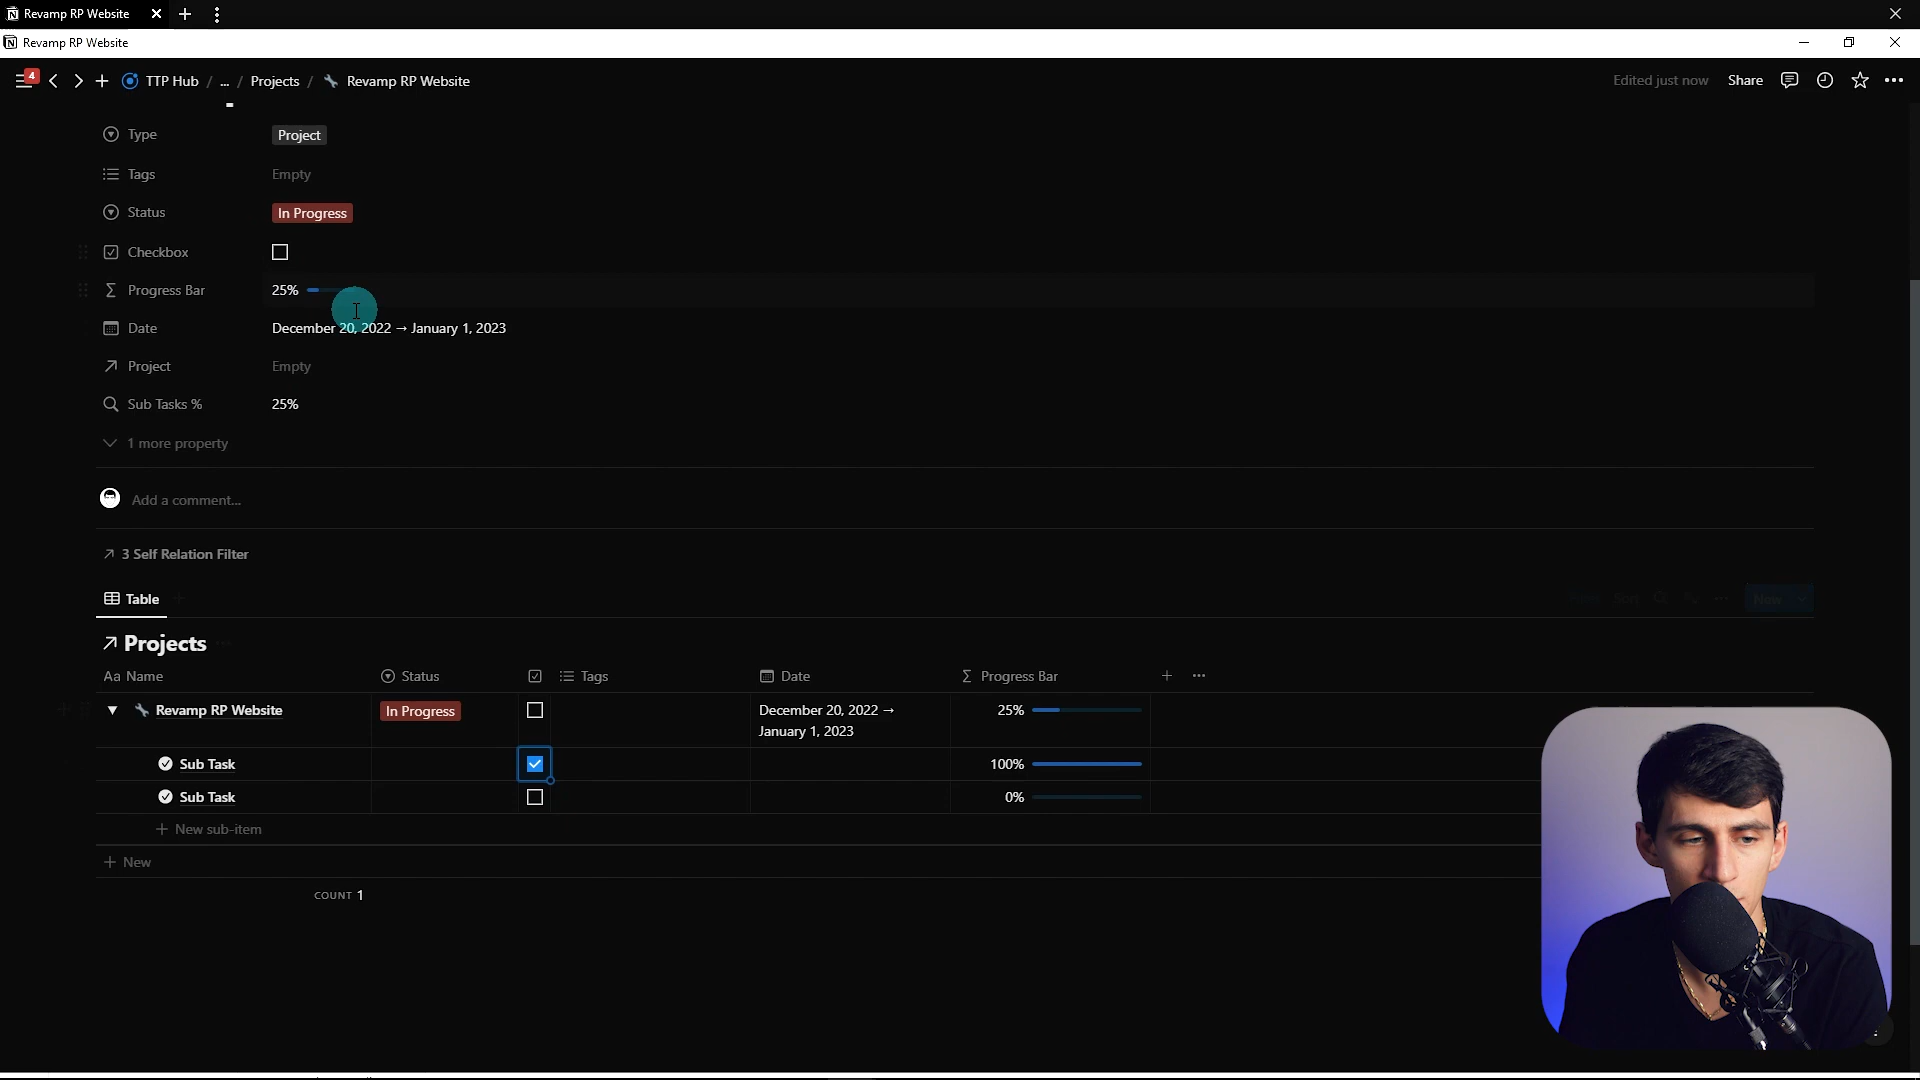 Revamp RP Website
Revamp RP Website
4 TTP Hub / ... / Projects / Revamp RP Website Edited just now Share
Type Project
Tags Empty
Status In Progress
Checkbox
Progress Bar 25%
Date December 20, 2022 → January 1, 2023
Project Empty
Sub Tasks % 25%
1 more property
Add a comment...
3 Self Relation Filter
Table Sort New
Projects
Aa Name Status Tags Date Progress Bar
Revamp RP Website In Progress December 20, 2022 → 25%
January 1, 2023
Sub Task 100%
Sub Task 0%
New sub-item
New
COUNT 1